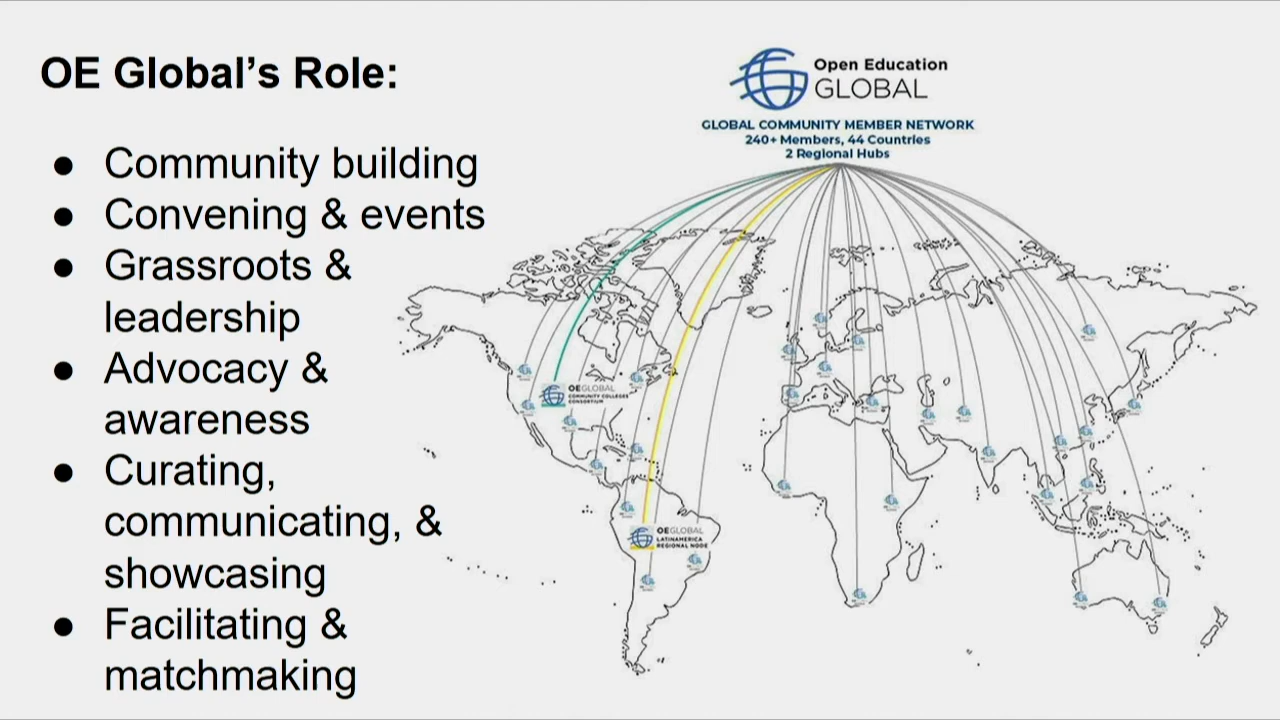 OE Global’s Role:
● Community building
● Convening & events
● Grassroots &
leadership
● Advocacy &
awareness
● Curating,
communicating, &
showcasing
● Facilitating &
matchmaking
Open Education
GLOBAL
GLOBAL COMMUNITY MEMBER NETWORK
240+ Members, 44 Countries
2 Regional Hubs
OEGLOBAL
COMMUNITY COLLEGES
CONSORTIUM
OEGLOBAL
LATINAMERICA
REGIONAL NODE